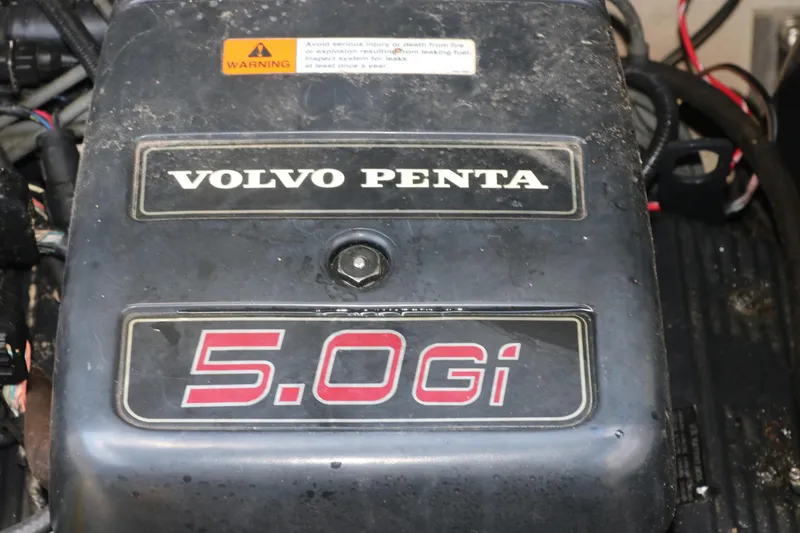 WARNING
Avoid serious injury or death from fire
or explosion resulting from leaking fuel.
Inspect system for leaks
at least once a year.
VOLVO PENTA
5.0Gi